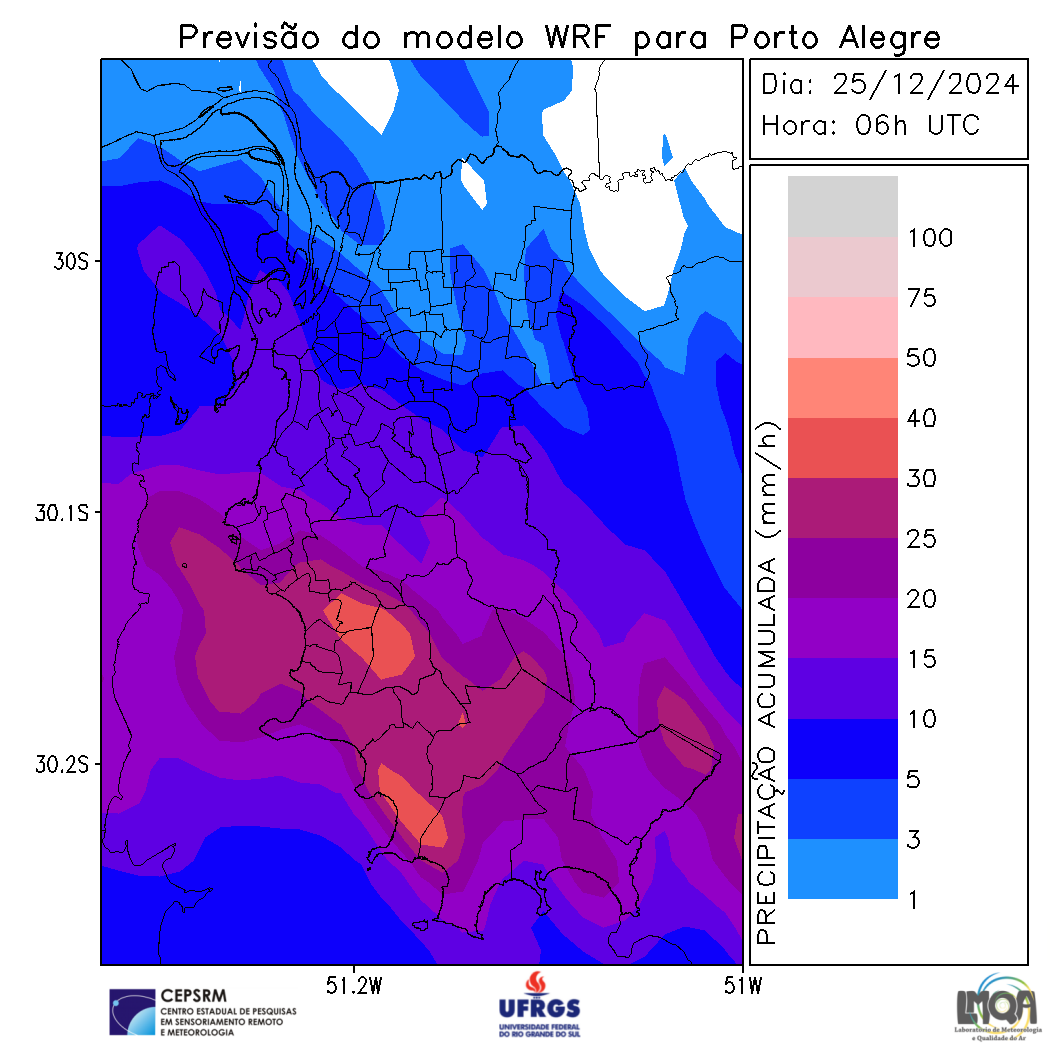 Previsão do modelo WRF para Porto Alegre
Dia: 25/12/2024
Hora: 06h UTC
30S
30.1S
30.2S
51.2W
51W
PRECIPITAÇÃO ACUMULADA (mm/h)
100
75
50
40
30
25
20
15
10
5
3
1
CEPSRM
CENTRO ESTADUAL DE PESQUISAS
EM SENSORIAMENTO REMOTO
E METEOROLOGIA
UFRGS
UNIVERSIDADE FEDERAL
DO RIO GRANDE DO SUL
LMQA
Laboratório de Meteorologia
e Qualidade do Ar